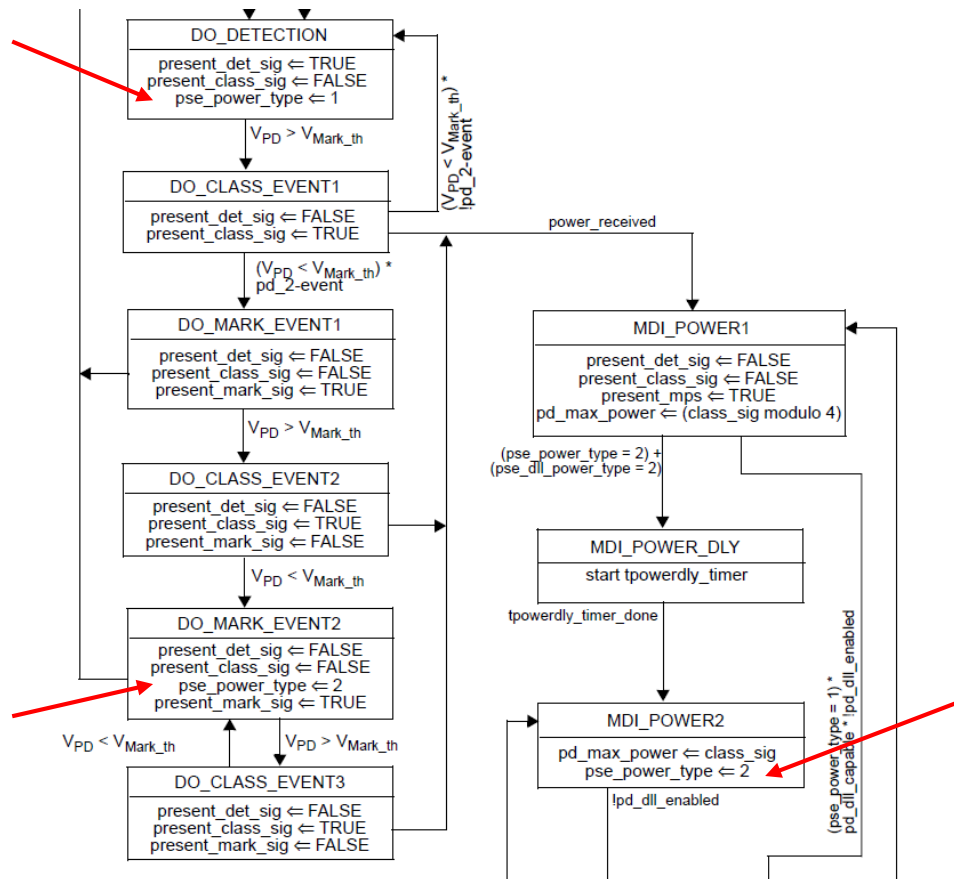 DO_DETECTION
present_det_sig ⇐ TRUE
present_class_sig ⇐ FALSE
pse_power_type ⇐ 1
V_PD > V_Mark_th
(V_PD < V_Mark_th) *
!pd_2-event
DO_CLASS_EVENT1
present_det_sig ⇐ FALSE
present_class_sig ⇐ TRUE
power_received
(V_PD < V_Mark_th) *
pd_2-event
DO_MARK_EVENT1
present_det_sig ⇐ FALSE
present_class_sig ⇐ FALSE
present_mark_sig ⇐ TRUE
V_PD > V_Mark_th
DO_CLASS_EVENT2
present_det_sig ⇐ FALSE
present_class_sig ⇐ TRUE
present_mark_sig ⇐ FALSE
V_PD < V_Mark_th
DO_MARK_EVENT2
present_det_sig ⇐ FALSE
present_class_sig ⇐ FALSE
pse_power_type ⇐ 2
present_mark_sig ⇐ TRUE
V_PD < V_Mark_th
V_PD > V_Mark_th
DO_CLASS_EVENT3
present_det_sig ⇐ FALSE
present_class_sig ⇐ TRUE
present_mark_sig ⇐ FALSE
MDI_POWER1
present_det_sig ⇐ FALSE
present_class_sig ⇐ FALSE
present_mps ⇐ TRUE
pd_max_power ⇐ (class_sig modulo 4)
(pse_power_type = 2) +
(pse_dll_power_type = 2)
MDI_POWER_DLY
start tpowerdly_timer
tpowerdly_timer_done
MDI_POWER2
pd_max_power ⇐ class_sig
pse_power_type ⇐ 2
!pd_dll_enabled
(pse_power_type = 1) *
pd_dll_capable * !pd_dll_enabled